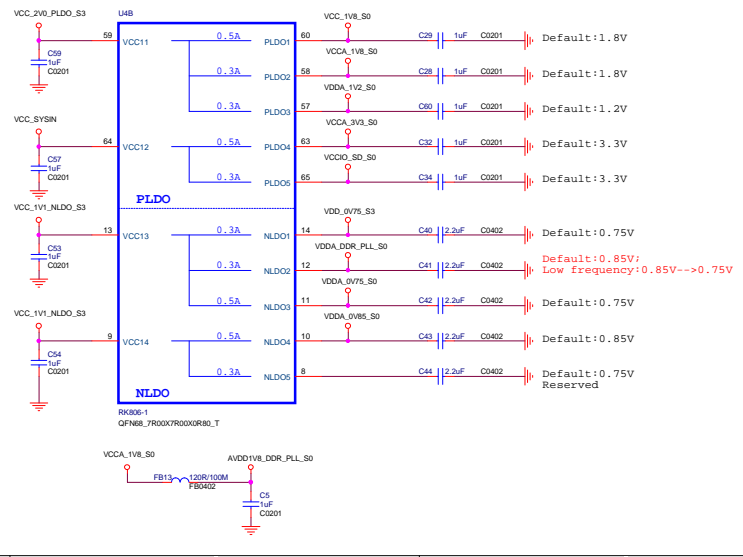 VCC_2V0_PLDO_S3
U4B
VCC_1V8_S0
59
VCC11
0.5A
PLDO1
60
C29
1uF
C0201
Default:1.8V
C59
1uF
C0201
VCCA_1V8_S0
0.3A
PLDO2
58
C28
1uF
C0201
Default:1.8V
VDDA_1V2_S0
0.3A
PLDO3
57
C60
1uF
C0201
Default:1.2V
VCC_SYSIN
VCCA_3V3_S0
64
VCC12
0.5A
PLDO4
63
C32
1uF
C0201
Default:3.3V
C57
1uF
C0201
VCCIO_SD_S0
0.3A
PLDO5
65
C34
1uF
C0201
Default:3.3V
PLDO
VCC_1V1_NLDO_S3
VDD_0V75_S3
13
VCC13
0.3A
NLDO1
14
C40
2.2uF
C0402
Default:0.75V
C53
1uF
C0201
VDDA_DDR_PLL_S0
0.3A
NLDO2
12
C41
2.2uF
C0402
Default:0.85V;
Low frequency:0.85V-->0.75V
VDDA_0V75_S0
0.5A
NLDO3
11
C42
2.2uF
C0402
Default:0.75V
VCC_1V1_NLDO_S3
VDDA_0V85_S0
9
VCC14
0.5A
NLDO4
10
C43
2.2uF
C0402
Default:0.85V
C54
1uF
C0201
0.3A
NLDO5
8
C44
2.2uF
C0402
Default:0.75V
Reserved
NLDO
RK806-1
QFN68_7R00X7R00X0R80_T
VCCA_1V8_S0
AVDD1V8_DDR_PLL_S0
FB13
120R/100M
FB0402
C5
1uF
C0201